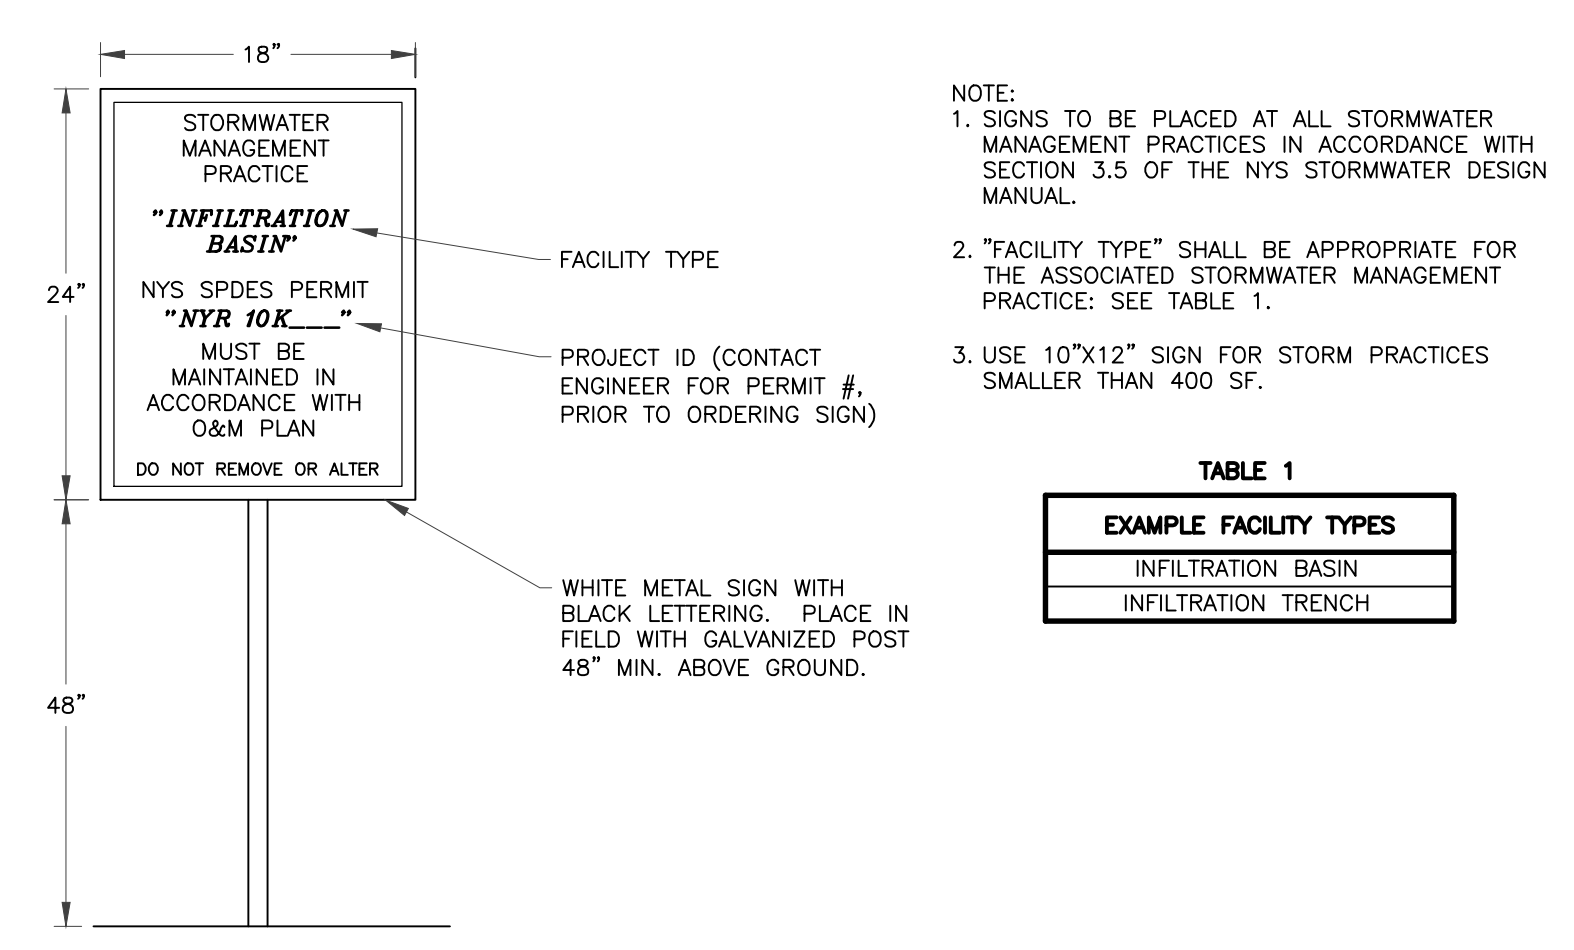 18”
24”
48”
STORMWATER
MANAGEMENT
PRACTICE
”INFILTRATION
BASIN”
NYS SPDES PERMIT
”NYR 10K___”
MUST BE
MAINTAINED IN
ACCORDANCE WITH
O&M PLAN
DO NOT REMOVE OR ALTER
FACILITY TYPE
PROJECT ID (CONTACT
ENGINEER FOR PERMIT #,
PRIOR TO ORDERING SIGN)
WHITE METAL SIGN WITH
BLACK LETTERING. PLACE IN
FIELD WITH GALVANIZED POST
48” MIN. ABOVE GROUND.
NOTE:
1. SIGNS TO BE PLACED AT ALL STORMWATER
MANAGEMENT PRACTICES IN ACCORDANCE WITH
SECTION 3.5 OF THE NYS STORMWATER DESIGN
MANUAL.
2. ”FACILITY TYPE” SHALL BE APPROPRIATE FOR
THE ASSOCIATED STORMWATER MANAGEMENT
PRACTICE: SEE TABLE 1.
3. USE 10”X12” SIGN FOR STORM PRACTICES
SMALLER THAN 400 SF.
TABLE 1
EXAMPLE FACILITY TYPES
INFILTRATION BASIN
INFILTRATION TRENCH